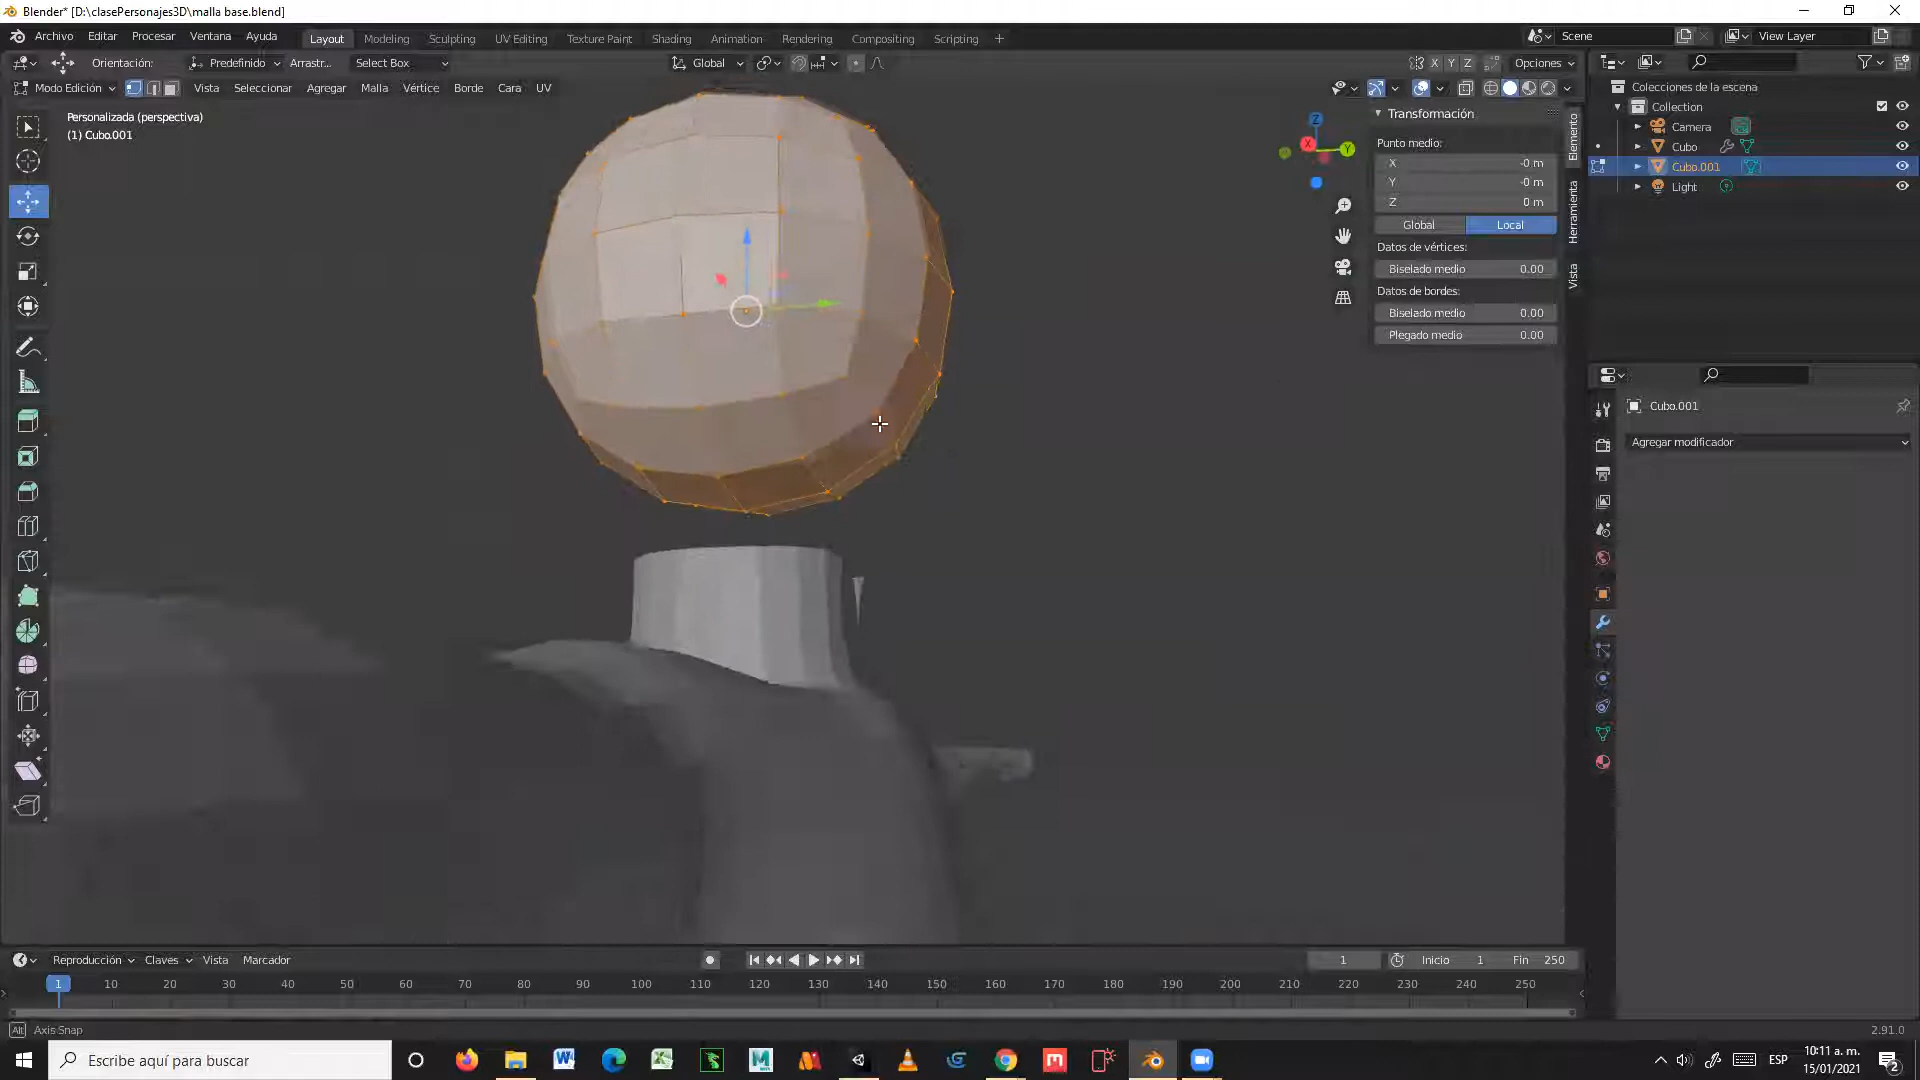 Blender* [D:\clasePersonajes3D\malla base.blend]
Archivo Editar Procesar Ventana Ayuda
Layout Modeling Sculpting UV Editing Texture Paint Shading Animation Rendering Compositing Scripting +
Scene
View Layer
Orientación: Predefinido Arrastr... Select Box
Global
X Y Z
Opciones
Modo Edición Vista Seleccionar Agregar Malla Vértice Borde Cara UV
Personalizada (perspectiva)
(1) Cubo.001
Z
X
Y
Transformación
Punto medio:
X -0 m
Y -0 m
Z 0 m
Global Local
Datos de vértices:
Biselado medio 0.00
Datos de bordes:
Biselado medio 0.00
Plegado medio 0.00
Elemento
Herramienta
Vista
Colecciones de la escena
Collection
Camera
Cubo
Cubo.001
Light
Cubo.001
Agregar modificador
Reproducción Claves Vista Marcador
1
Inicio 1
Fin 250
1 10 20 30 40 50 60 70 80 90 100 110 120 130 140 150 160 170 180 190 200 210 220 230 240 250
Alt Axis Snap
2.91.0
Escribe aquí para buscar
ESP
10:11 a. m.
15/01/2021
2